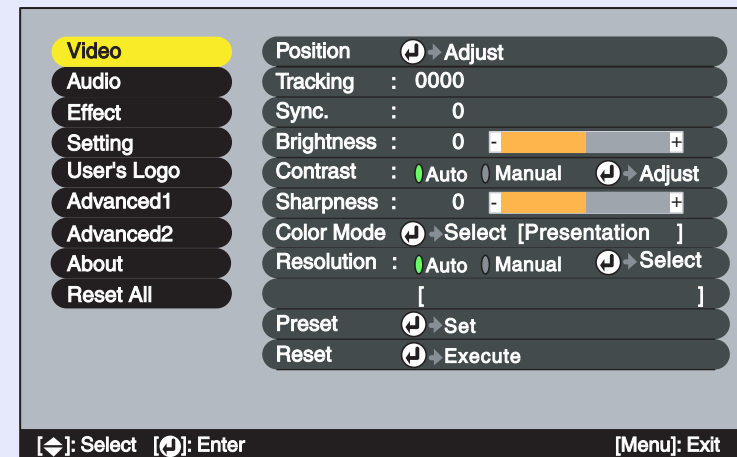 Video
Audio
Effect
Setting
User's Logo
Advanced1
Advanced2
About
Reset All
Position Adjust
Tracking : 0000
Sync. : 0
Brightness : 0 - +
Contrast : Auto Manual Adjust
Sharpness : 0 - +
Color Mode Select [Presentation ]
Resolution : Auto Manual Select
[ ]
Preset Set
Reset Execute
[ ]: Select [ ]: Enter [Menu]: Exit